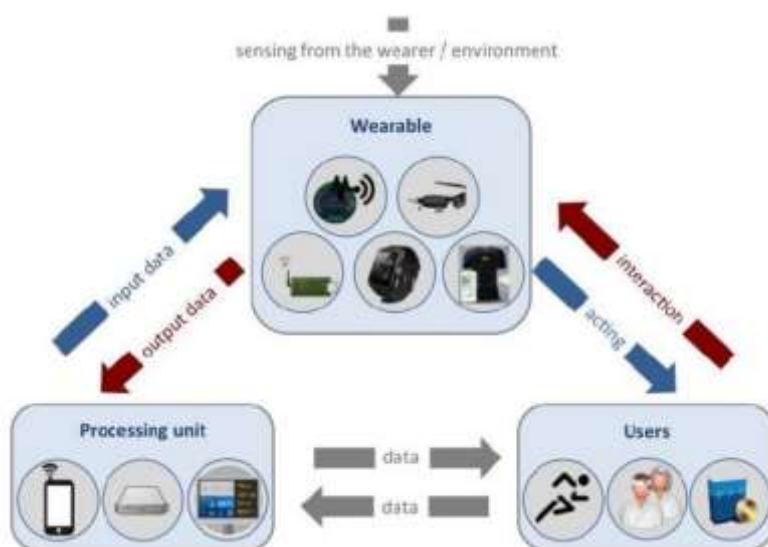 sensing from the wearer / environment
Wearable
input data
output data
interaction
acting
Processing unit
Users
data
data